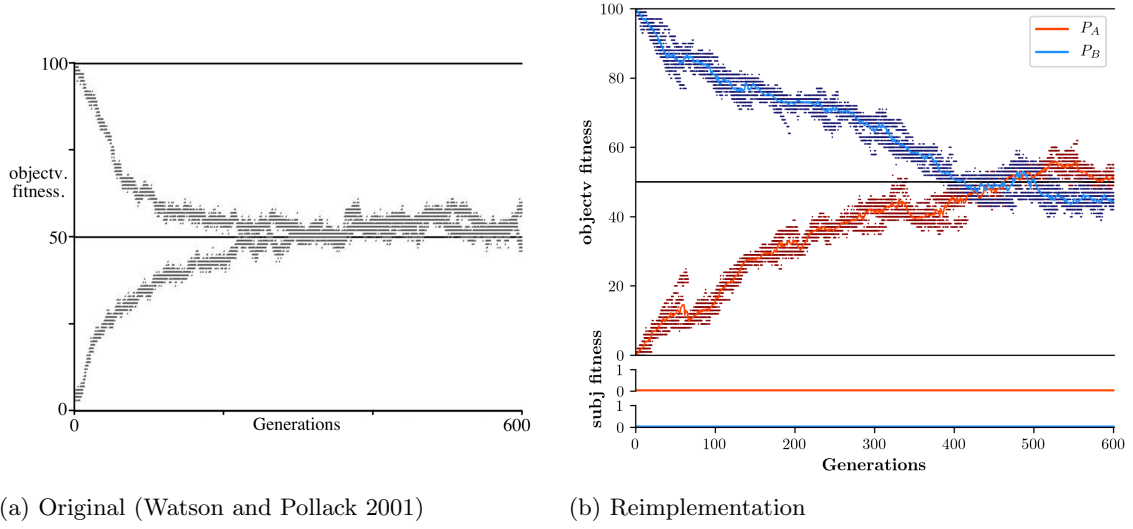 100
objectv.
fitness.
50
0
0
Generations
600
100
80
60
40
20
0
objectv fitness
P_A
P_B
1
0
1
0
subj fitness
0
100
200
300
400
500
600
Generations
(a) Original (Watson and Pollack 2001)
(b) Reimplementation